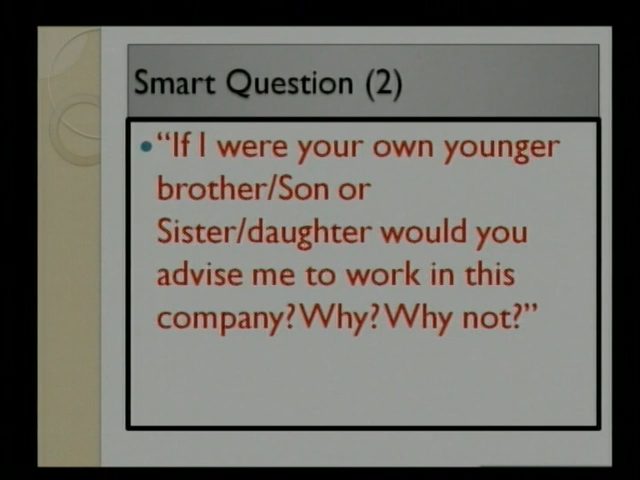 Smart Question (2)
• “If I were your own younger
brother/Son or
Sister/daughter would you
advise me to work in this
company? Why? Why not?”